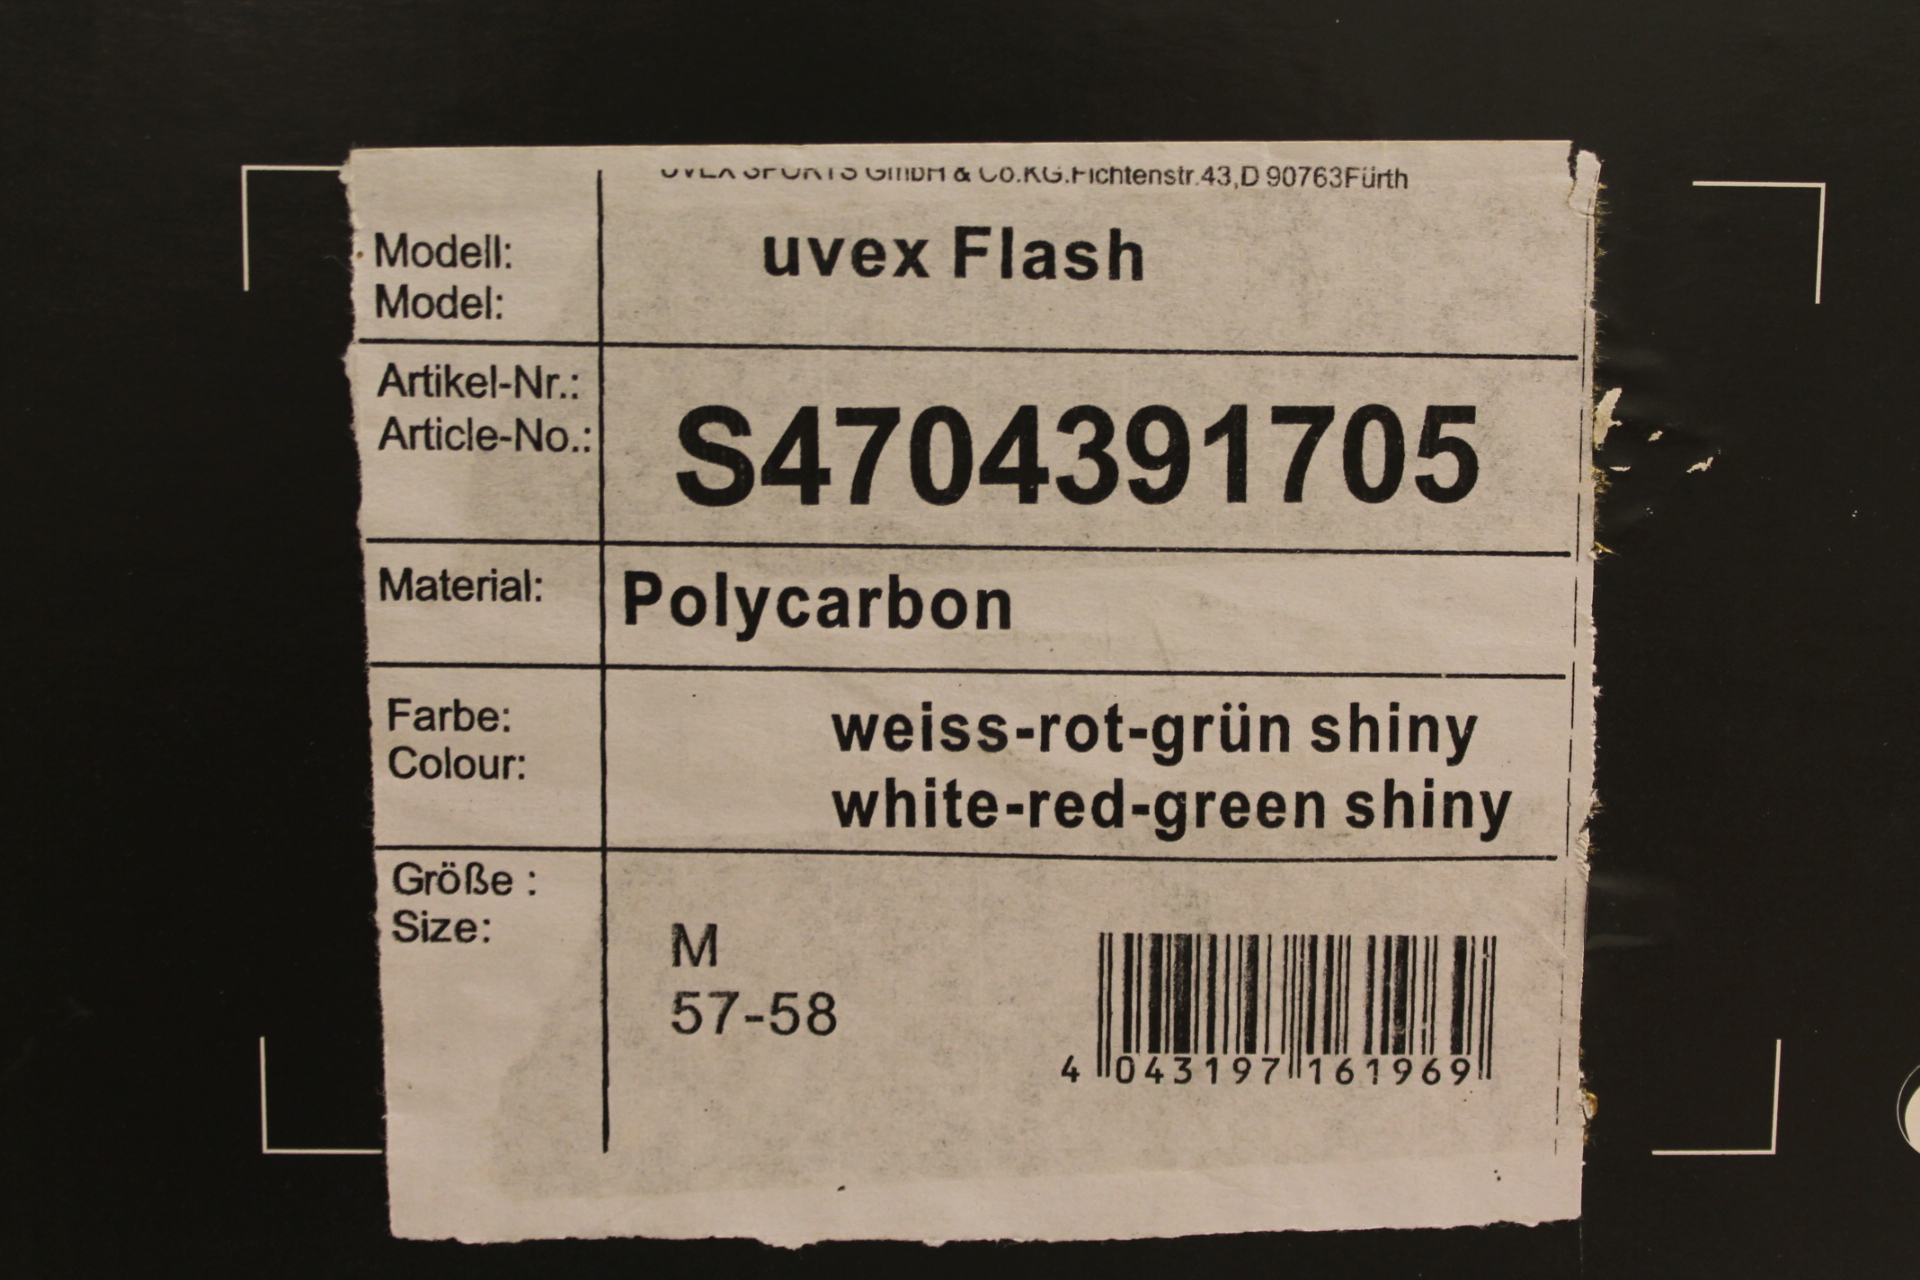 UVEX SPORTS GmbH & Co.KG.Fichtenstr.43,D 90763Fürth
Modell:
Model:
uvex Flash
Artikel-Nr.:
Article-No.:
S4704391705
Material:
Polycarbon
Farbe:
Colour:
weiss-rot-grün shiny
white-red-green shiny
Größe :
Size:
M
57-58
4 043197 161969